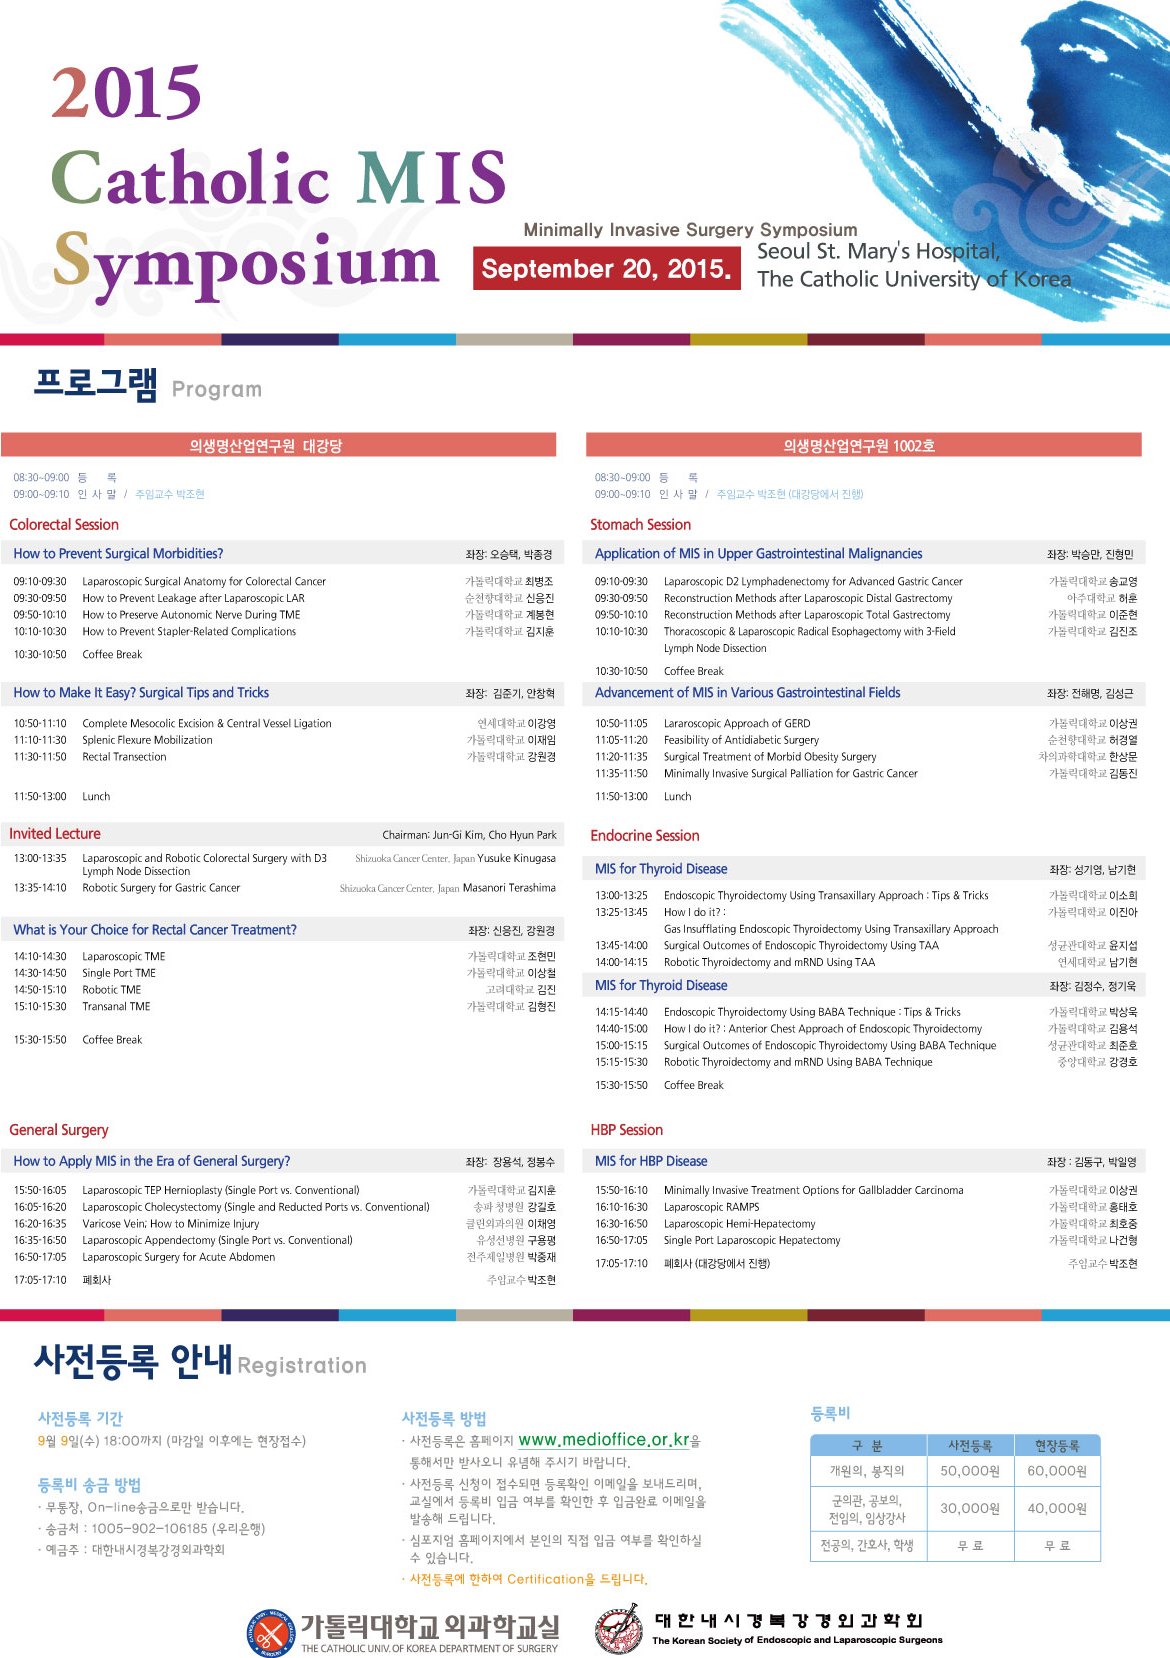 2015
Catholic MIS
Symposium
Minimally Invasive Surgery Symposium
September 20, 2015.
Seoul St. Mary's Hospital,
The Catholic University of Korea
프로그램 Program
의생명산업연구원 대강당
08:30~09:00 등 록
09:00~09:10 인 사 말 / 주임교수 박조현
Colorectal Session
How to Prevent Surgical Morbidities? 좌장: 오승택, 박종경
09:10-09:30 Laparoscopic Surgical Anatomy for Colorectal Cancer 가톨릭대학교 최병조
09:30-09:50 How to Prevent Leakage after Laparoscopic LAR 순천향대학교 신응진
09:50-10:10 How to Preserve Autonomic Nerve During TME 가톨릭대학교 계봉현
10:10-10:30 How to Prevent Stapler-Related Complications 가톨릭대학교 김지훈
10:30-10:50 Coffee Break
How to Make It Easy? Surgical Tips and Tricks 좌장: 김준기, 안창혁
10:50-11:10 Complete Mesocolic Excision & Central Vessel Ligation 연세대학교 이강영
11:10-11:30 Splenic Flexure Mobilization 가톨릭대학교 이재임
11:30-11:50 Rectal Transection 가톨릭대학교 강원경
11:50-13:00 Lunch
Invited Lecture Chairman: Jun-Gi Kim, Cho Hyun Park
13:00-13:35 Laparoscopic and Robotic Colorectal Surgery with D3 Shizuoka Cancer Center, Japan Yusuke Kinugasa
Lymph Node Dissection
13:35-14:10 Robotic Surgery for Gastric Cancer Shizuoka Cancer Center, Japan Masanori Terashima
What is Your Choice for Rectal Cancer Treatment? 좌장: 신응진, 강원경
14:10-14:30 Laparoscopic TME 가톨릭대학교 조현민
14:30-14:50 Single Port TME 가톨릭대학교 이상철
14:50-15:10 Robotic TME 고려대학교 김진
15:10-15:30 Transanal TME 가톨릭대학교 김형진
15:30-15:50 Coffee Break
General Surgery
How to Apply MIS in the Era of General Surgery? 좌장: 장용석, 정봉수
15:50-16:05 Laparoscopic TEP Hernioplasty (Single Port vs. Conventional) 가톨릭대학교 김지훈
16:05-16:20 Laparoscopic Cholecystectomy (Single and Reducted Ports vs. Conventional) 송파 청병원 강길호
16:20-16:35 Varicose Vein; How to Minimize Injury 클린외과의원 이채영
16:35-16:50 Laparoscopic Appendectomy (Single Port vs. Conventional) 유성선병원 구용평
16:50-17:05 Laparoscopic Surgery for Acute Abdomen 전주제일병원 박중재
17:05-17:10 폐회사 주임교수 박조현
의생명산업연구원 1002호
08:30~09:00 등 록
09:00~09:10 인 사 말 / 주임교수 박조현 (대강당에서 진행)
Stomach Session
Application of MIS in Upper Gastrointestinal Malignancies 좌장: 박승만, 진형민
09:10-09:30 Laparoscopic D2 Lymphadenectomy for Advanced Gastric Cancer 가톨릭대학교 송교영
09:30-09:50 Reconstruction Methods after Laparoscopic Distal Gastrectomy 아주대학교 허훈
09:50-10:10 Reconstruction Methods after Laparoscopic Total Gastrectomy 가톨릭대학교 이준현
10:10-10:30 Thoracoscopic & Laparoscopic Radical Esophagectomy with 3-Field 가톨릭대학교 김진조
Lymph Node Dissection
10:30-10:50 Coffee Break
Advancement of MIS in Various Gastrointestinal Fields 좌장: 전해명, 김성근
10:50-11:05 Lararoscopic Approach of GERD 가톨릭대학교 이상권
11:05-11:20 Feasibility of Antidiabetic Surgery 순천향대학교 허경열
11:20-11:35 Surgical Treatment of Morbid Obesity Surgery 차의과학대학교 한상문
11:35-11:50 Minimally Invasive Surgical Palliation for Gastric Cancer 가톨릭대학교 김동진
11:50-13:00 Lunch
Endocrine Session
MIS for Thyroid Disease 좌장: 성기영, 남기현
13:00-13:25 Endoscopic Thyroidectomy Using Transaxillary Approach : Tips & Tricks 가톨릭대학교 이소희
13:25-13:45 How I do it? : 가톨릭대학교 이진아
Gas Insufflating Endoscopic Thyroidectomy Using Transaxillary Approach
13:45-14:00 Surgical Outcomes of Endoscopic Thyroidectomy Using TAA 성균관대학교 윤지섭
14:00-14:15 Robotic Thyroidectomy and mRND Using TAA 연세대학교 남기현
MIS for Thyroid Disease 좌장: 김정수, 정기욱
14:15-14:40 Endoscopic Thyroidectomy Using BABA Technique : Tips & Tricks 가톨릭대학교 박상욱
14:40-15:00 How I do it? : Anterior Chest Approach of Endoscopic Thyroidectomy 가톨릭대학교 김용석
15:00-15:15 Surgical Outcomes of Endoscopic Thyroidectomy Using BABA Technique 성균관대학교 최준호
15:15-15:30 Robotic Thyroidectomy and mRND Using BABA Technique 중앙대학교 강경호
15:30-15:50 Coffee Break
HBP Session
MIS for HBP Disease 좌장 : 김동구, 박일영
15:50-16:10 Minimally Invasive Treatment Options for Gallbladder Carcinoma 가톨릭대학교 이상권
16:10-16:30 Laparoscopic RAMPS 가톨릭대학교 홍태호
16:30-16:50 Laparoscopic Hemi-Hepatectomy 가톨릭대학교 최호중
16:50-17:05 Single Port Laparoscopic Hepatectomy 가톨릭대학교 나건형
17:05-17:10 폐회사 (대강당에서 진행) 주임교수 박조현
사전등록 안내 Registration
사전등록 기간
9월 9일(수) 18:00까지 (마감일 이후에는 현장접수)
등록비 송금 방법
· 무통장, On-line송금으로만 받습니다.
· 송금처 : 1005-902-106185 (우리은행)
· 예금주 : 대한내시경복강경외과학회
사전등록 방법
· 사전등록은 홈페이지 www.medioffice.or.kr을
통해서만 받사오니 유념해 주시기 바랍니다.
· 사전등록 신청이 접수되면 등록확인 이메일을 보내드리며,
교실에서 등록비 입금 여부를 확인한 후 입금완료 이메일을
발송해 드립니다.
· 심포지엄 홈페이지에서 본인의 직접 입금 여부를 확인하실
수 있습니다.
· 사전등록에 한하여 Certification을 드립니다.
등록비
구 분 사전등록 현장등록
개원의, 봉직의 50,000원 60,000원
군의관, 공보의,
전임의, 임상강사 30,000원 40,000원
전공의, 간호사, 학생 무 료 무 료
가톨릭대학교 외과학교실
THE CATHOLIC UNIV. OF KOREA DEPARTMENT OF SURGERY
대한내시경복강경외과학회
The Korean Society of Endoscopic and Laparoscopic Surgeons